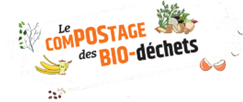 Le
comPOSTAGE
des BIO-déchets